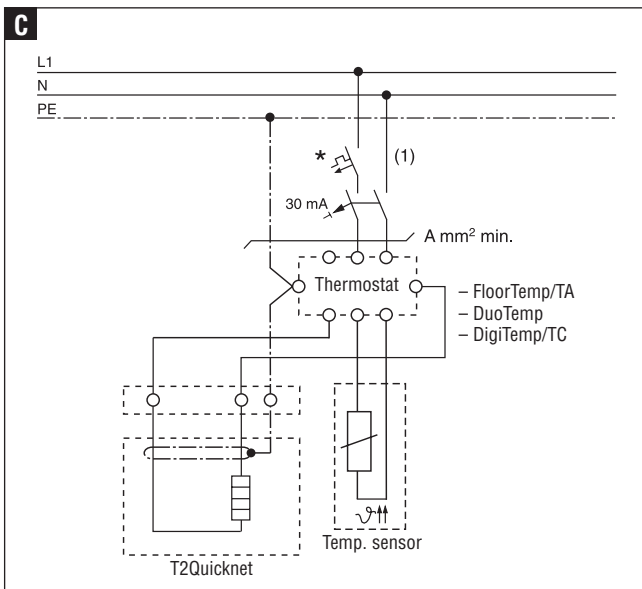 C
L1
N
PE
*
(1)
30 mA
A mm² min.
Thermostat
– FloorTemp/TA
– DuoTemp
– DigiTemp/TC
Temp. sensor
T2Quicknet